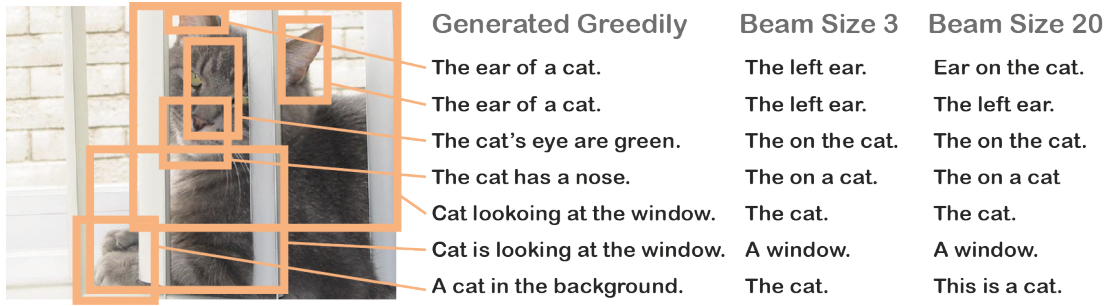 Generated Greedily Beam Size 3 Beam Size 20
The ear of a cat. The left ear. Ear on the cat.
The ear of a cat. The left ear. The left ear.
The cat's eye are green. The on the cat. The on the cat.
The cat has a nose. The on a cat. The on a cat
Cat lookoing at the window. The cat. The cat.
Cat is looking at the window. A window. A window.
A cat in the background. The cat. This is a cat.